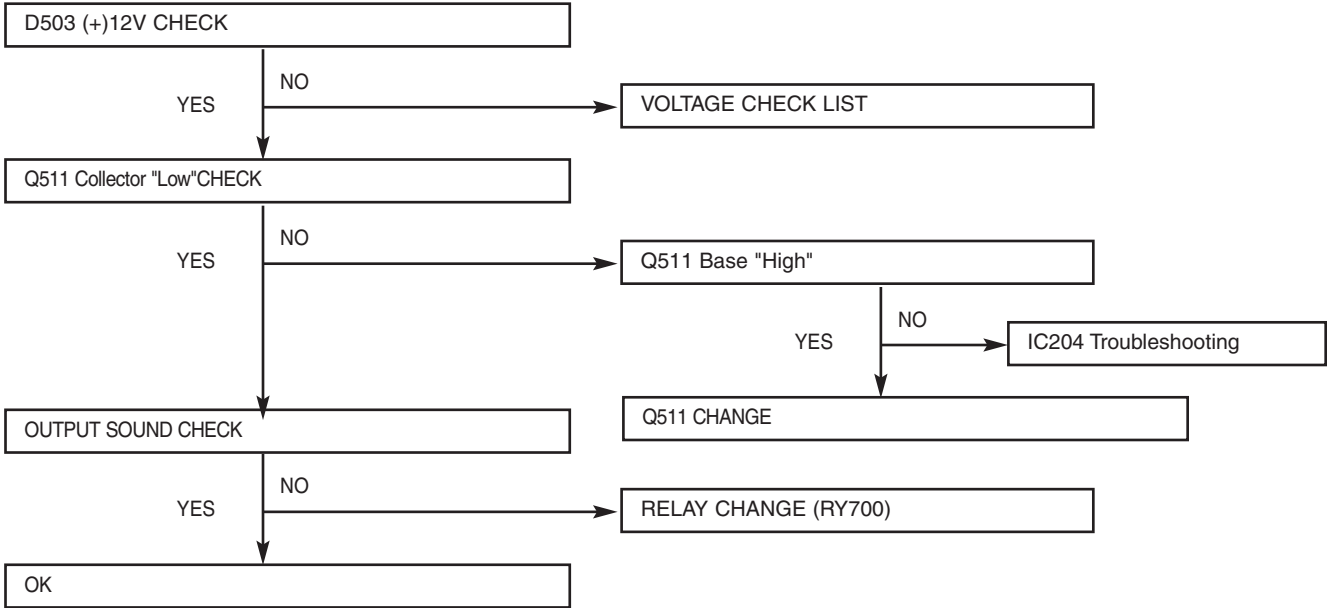 D503 (+)12V CHECK
NO
YES
VOLTAGE CHECK LIST
Q511 Collector "Low"CHECK
NO
YES
Q511 Base "High"
NO
YES
IC204 Troubleshooting
Q511 CHANGE
OUTPUT SOUND CHECK
NO
YES
RELAY CHANGE (RY700)
OK